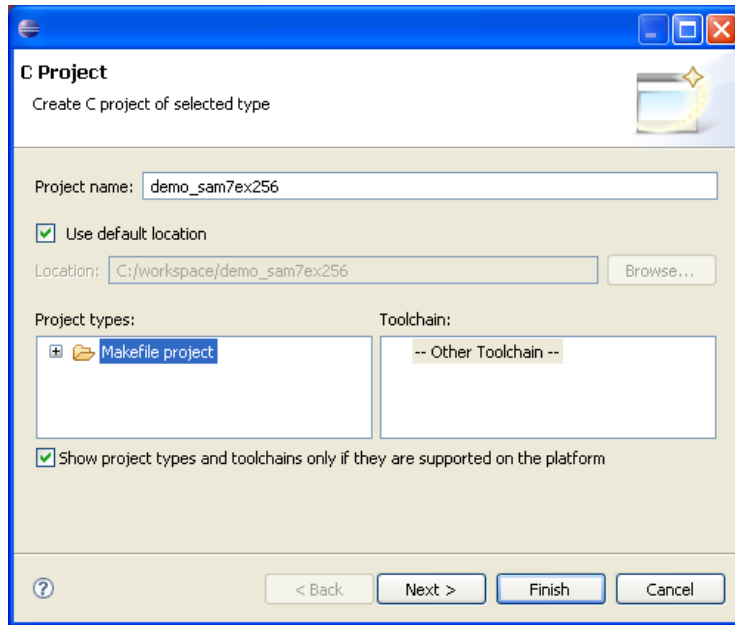 C Project
Create C project of selected type
Project name: demo_sam7ex256
Use default location
Location: C:/workspace/demo_sam7ex256 Browse...
Project types: Toolchain:
Makefile project -- Other Toolchain --
Show project types and toolchains only if they are supported on the platform
? < Back Next > Finish Cancel